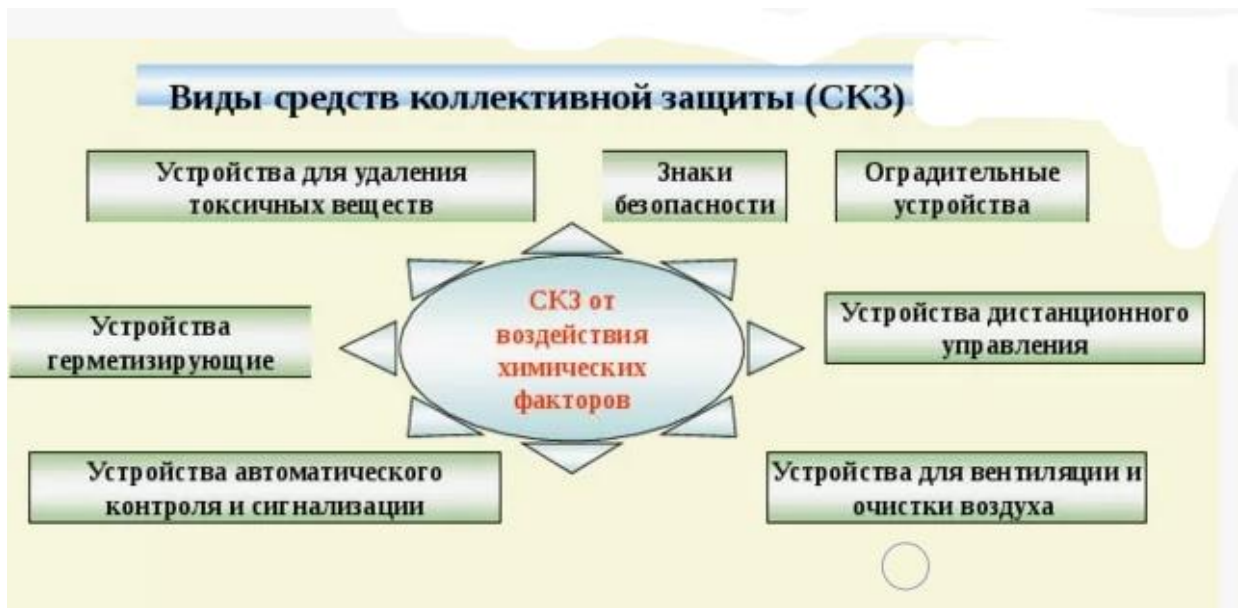 Виды средств коллективной защиты (СКЗ)
Устройства для удаления
токсичных веществ
Знаки
безопасности
Оградительные
устройства
СКЗ от
воздействия
химических
факторов
Устройства
герметизирующие
Устройства дистанционного
управления
Устройства автоматического
контроля и сигнализации
Устройства для вентиляции и
очистки воздуха